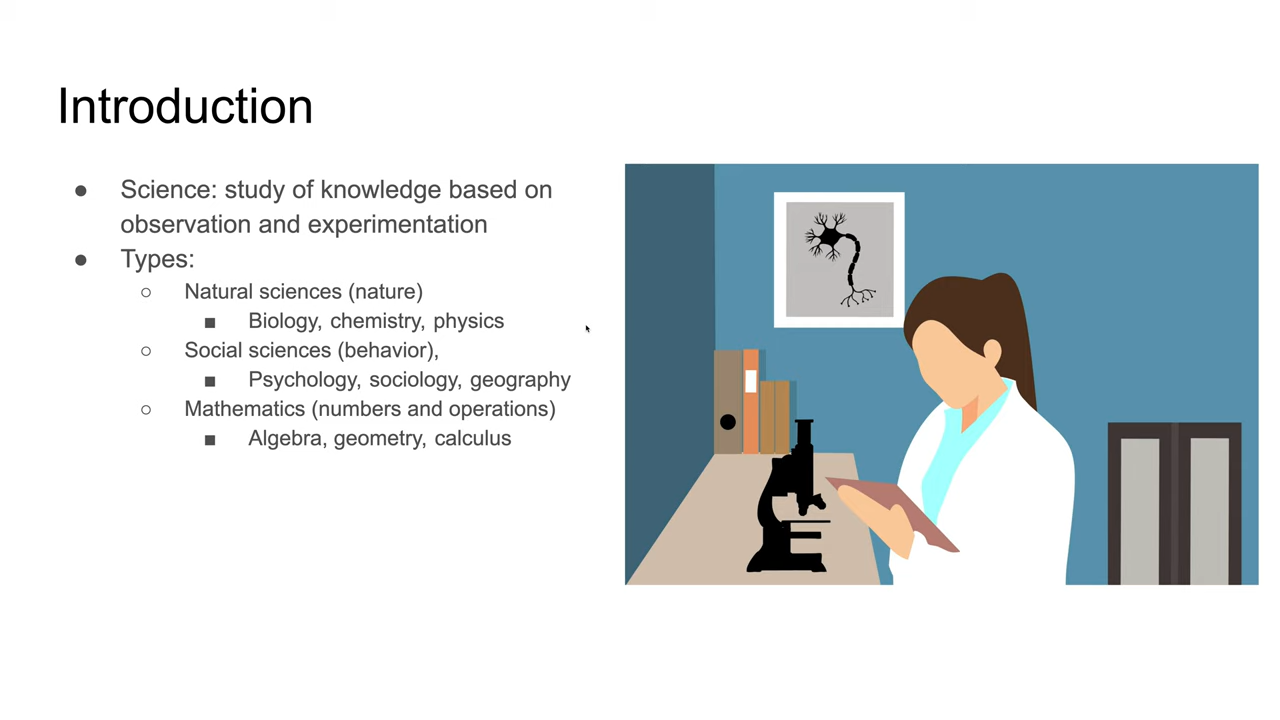 Introduction
● Science: study of knowledge based on
observation and experimentation
● Types:
○ Natural sciences (nature)
■ Biology, chemistry, physics
○ Social sciences (behavior),
■ Psychology, sociology, geography
○ Mathematics (numbers and operations)
■ Algebra, geometry, calculus